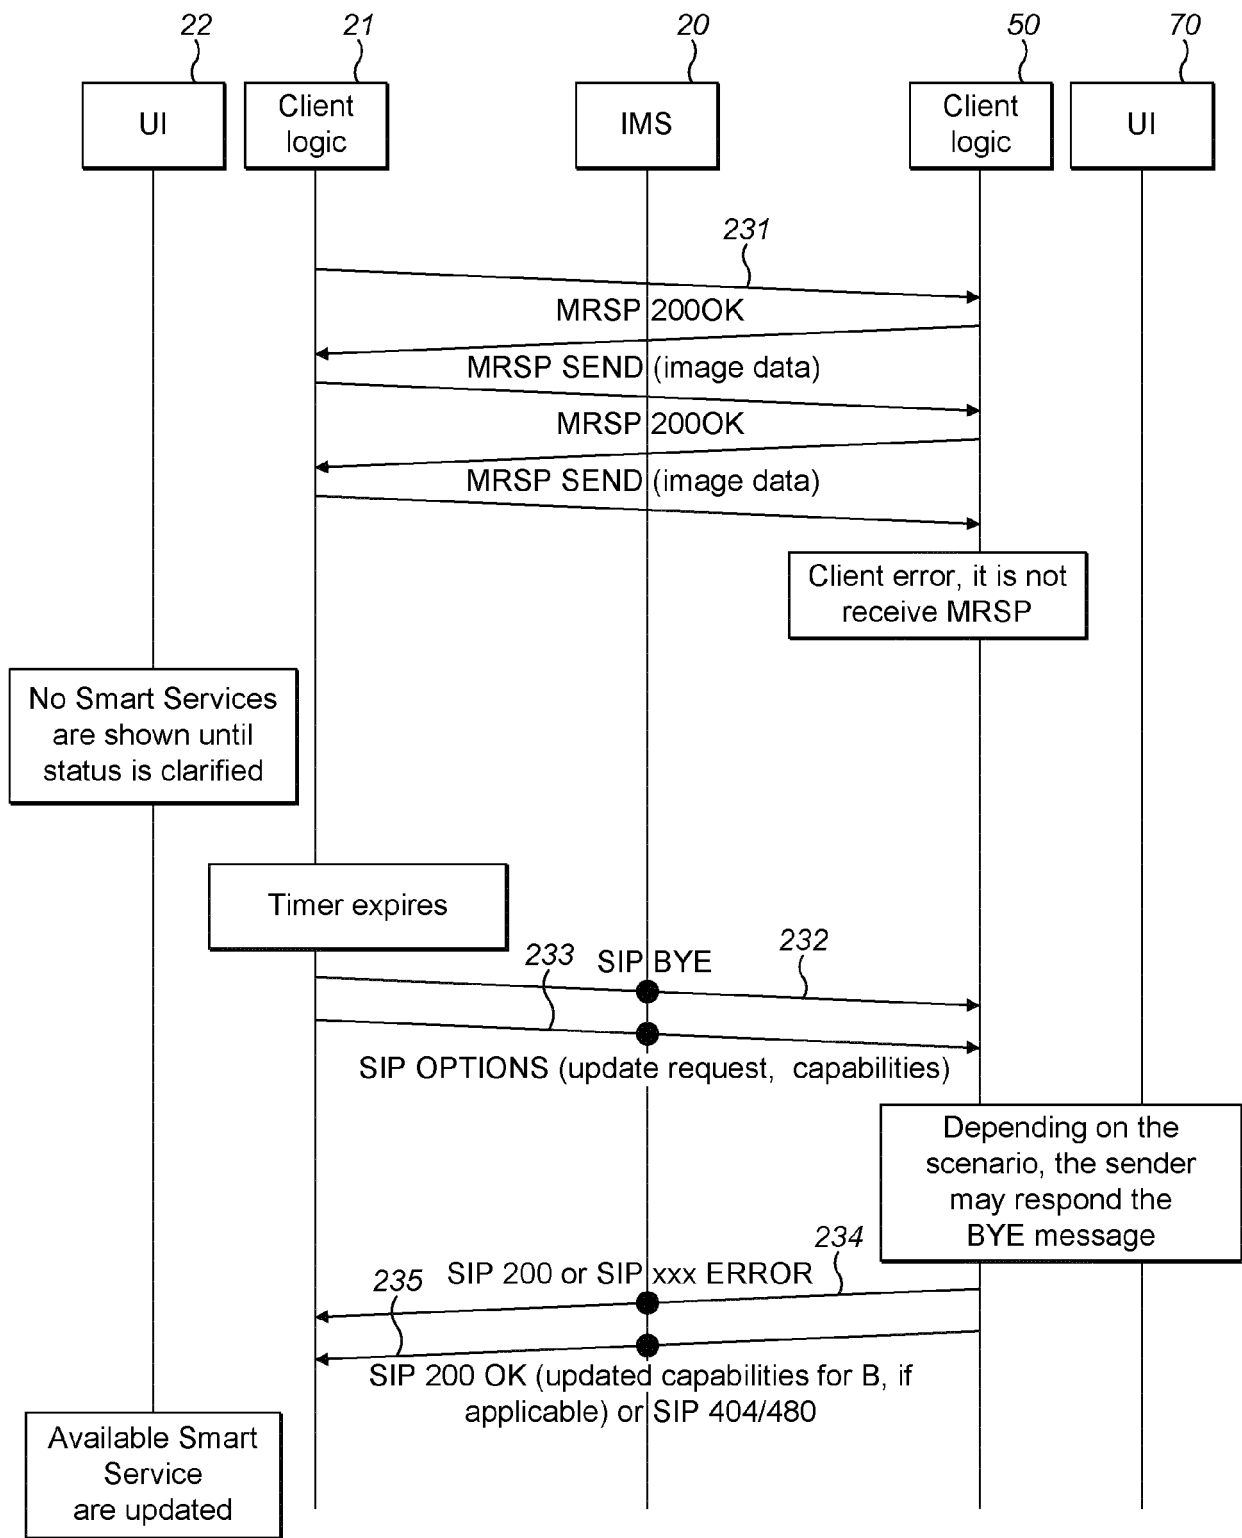 22 21 20 50 70
UI Client logic IMS Client logic UI
231
MRSP 200OK
MRSP SEND (image data)
MRSP 200OK
MRSP SEND (image data)
Client error, it is not
receive MRSP
No Smart Services
are shown until
status is clarified
Timer expires
233 SIP BYE 232
SIP OPTIONS (update request, capabilities)
Depending on the
scenario, the sender
may respond the
BYE message
234
SIP 200 or SIP xxx ERROR
235
SIP 200 OK (updated capabilities for B, if
applicable) or SIP 404/480
Available Smart
Service
are updated